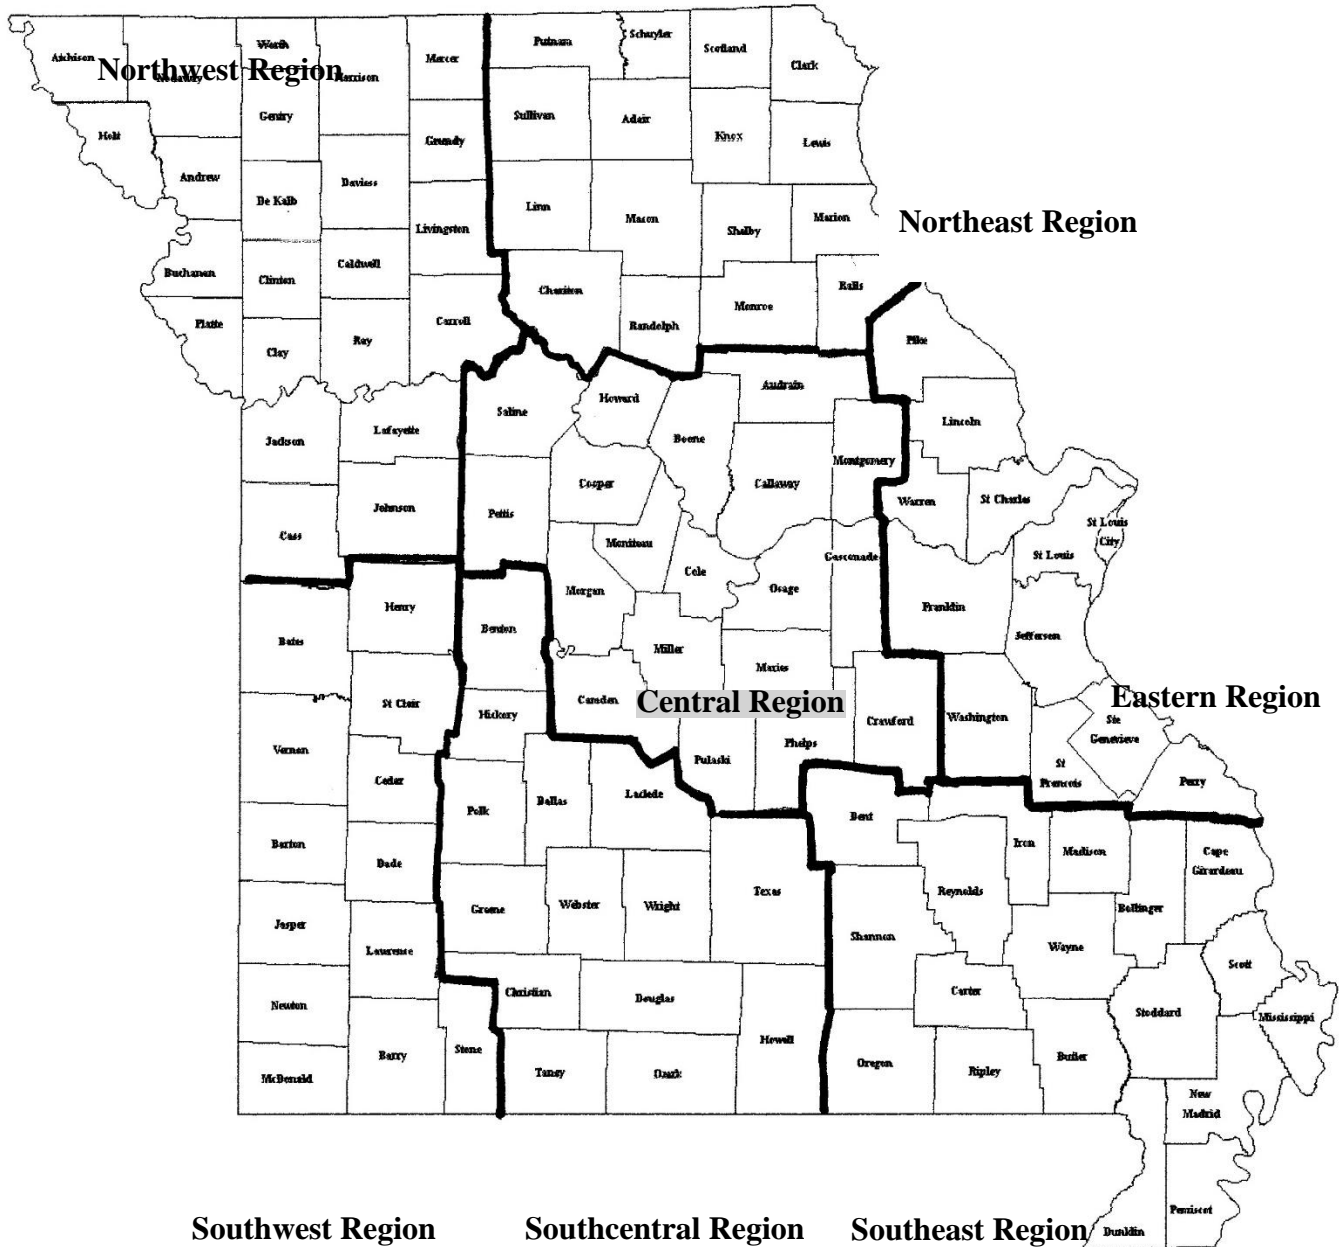 Schuyler
Putnam
Scotland
Worth
Atchison
Northwest Region
Nodaway
Harrison
Mercer
Clark
Gentry
Sullivan
Adair
Holt
Knox
Grundy
Lewis
Andrew
Daviess
De Kalb
Linn
Mason
Marion
Northeast Region
Livingston
Shelby
Buchanan
Caldwell
Clinton
Chariton
Ralls
Monroe
Platte
Carroll
Randolph
Clay
Ray
Pike
Audrain
Howard
Saline
Lincoln
Lafayette
Jackson
Boone
Montgomery
Cooper
Callaway
Warren
St Charles
Johnson
Pettis
St Louis
City
Cass
Moniteau
Gasconade
St Louis
Cole
Morgan
Osage
Henry
Franklin
Benton
Jefferson
Bates
Miller
Maries
Camden
Central Region
Eastern Region
St Clair
Hickory
Crawford
Washington
Ste
Genevieve
Vernon
Phelps
Pulaski
St
Francois
Cedar
Perry
Polk
Dallas
Laclede
Dent
Barton
Iron
Madison
Cape
Girardeau
Dade
Texas
Reynolds
Greene
Webster
Wright
Bollinger
Jasper
Shannon
Wayne
Lawrence
Scott
Christian
Douglas
Carter
Newton
Stoddard
Mississippi
Howell
Stone
Barry
Butler
Oregon
Taney
Ozark
Ripley
McDonald
New
Madrid
Pemiscot
Southwest Region
Southcentral Region
Southeast Region
Dunklin